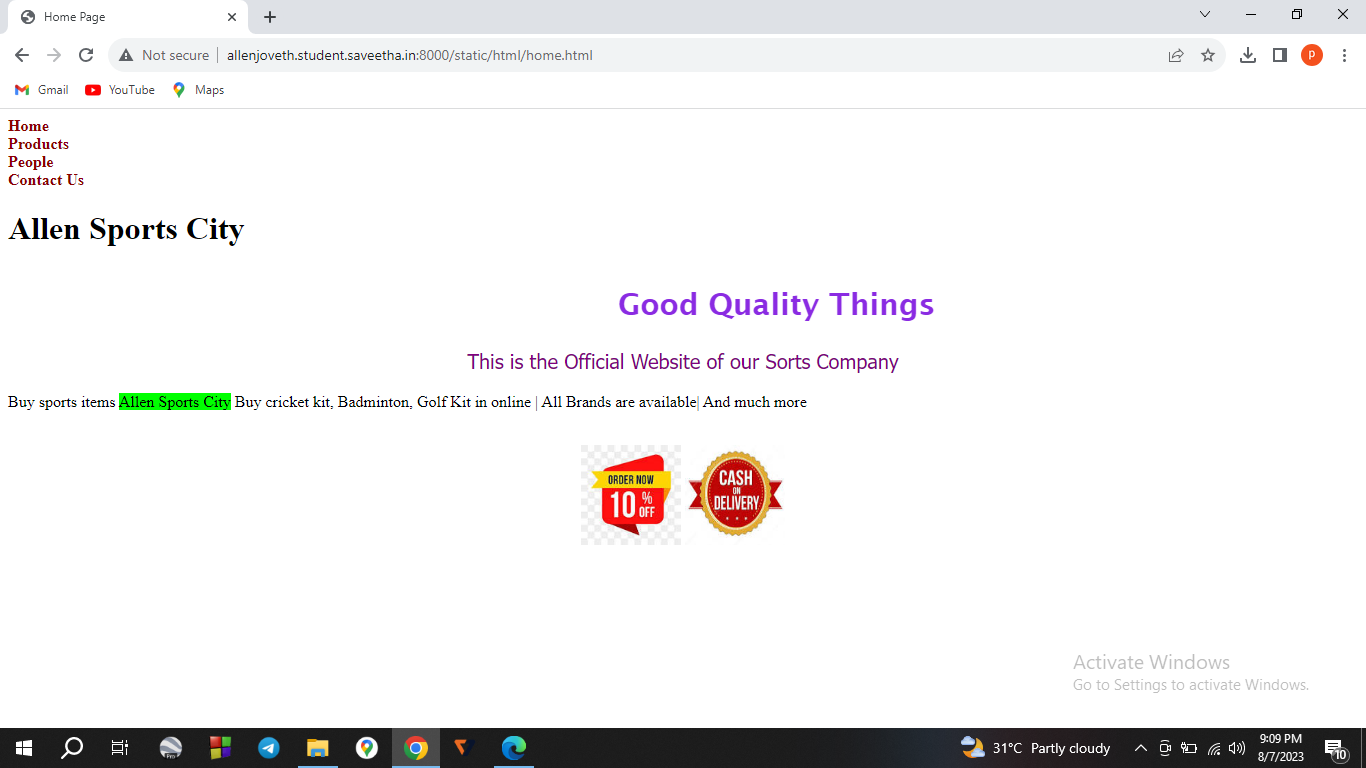 Home Page
Not secure
allenjoveth.student.saveetha.in:8000/static/html/home.html
P
Gmail
YouTube
Maps
Home
Products
People
Contact Us
Allen Sports City
Good Quality Things
This is the Official Website of our Sorts Company
Buy sports items Allen Sports City Buy cricket kit, Badminton, Golf Kit in online | All Brands are available| And much more
ORDER NOW
10 %
OFF
CASH
ON
DELIVERY
Activate Windows
Go to Settings to activate Windows.
Pro
31°C Partly cloudy
9:09 PM
8/7/2023
10